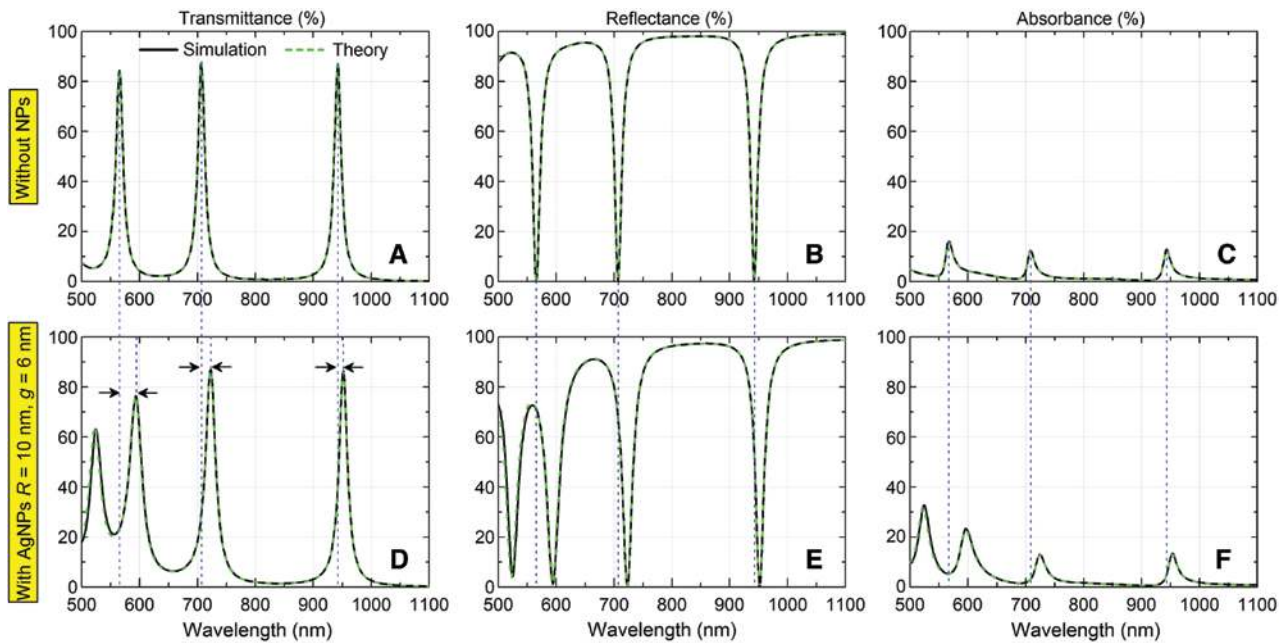 Transmittance (%)
Reflectance (%)
Absorbance (%)
Without NPs
100
80
60
40
20
0
Simulation
Theory
A
500 600 700 800 900 1000 1100
100
80
60
40
20
0
B
500 600 700 800 900 1000 1100
100
80
60
40
20
0
C
500 600 700 800 900 1000 1100
With AgNPs R = 10 nm, g = 6 nm
100
80
60
40
20
0
D
500 600 700 800 900 1000 1100
Wavelength (nm)
100
80
60
40
20
0
E
500 600 700 800 900 1000 1100
Wavelength (nm)
100
80
60
40
20
0
F
500 600 700 800 900 1000 1100
Wavelength (nm)